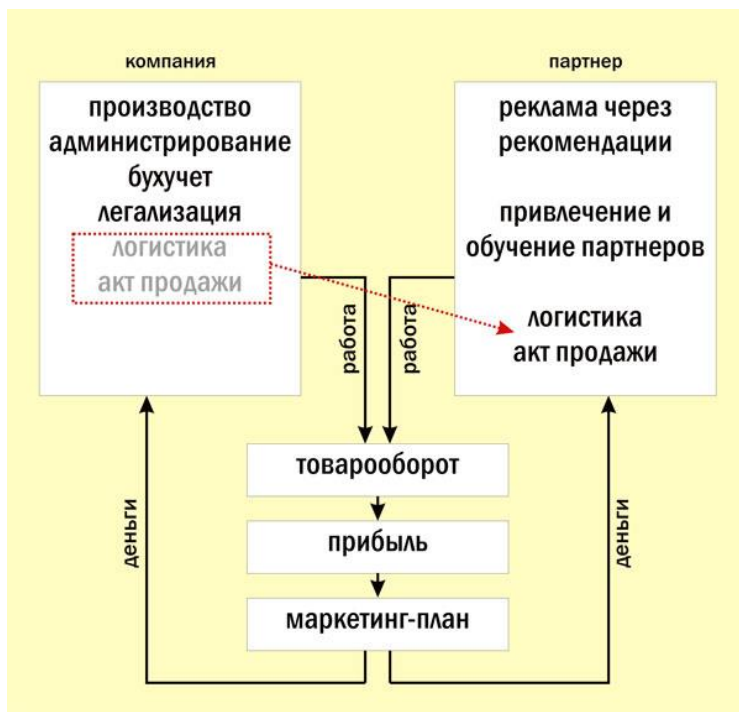 компания
производство
администрирование
бухучет
легализация
логистика
акт продажи
партнер
реклама через
рекомендации
привлечение и
обучение партнеров
логистика
акт продажи
работа
работа
товарооборот
прибыль
маркетинг-план
деньги
деньги